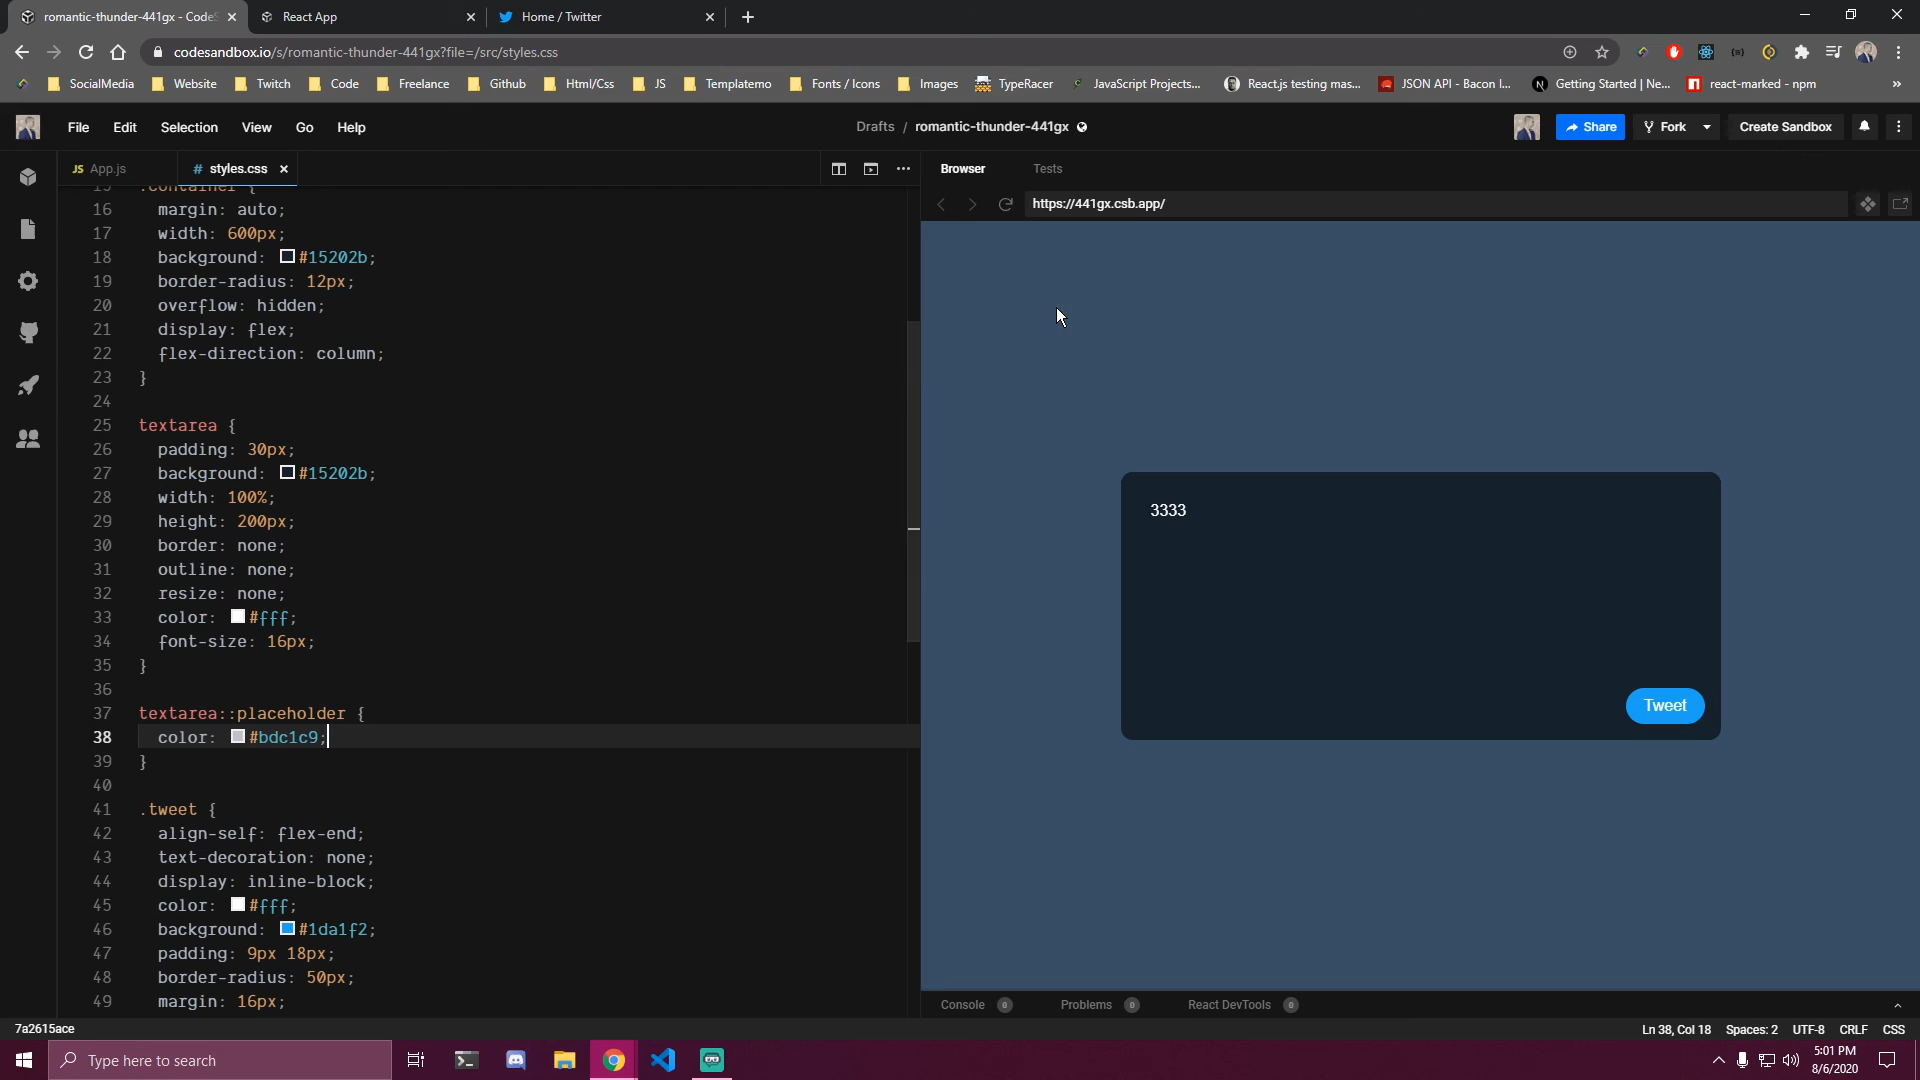 romantic-thunder-441gx - CodeS
React App
Home / Twitter
codesandbox.io/s/romantic-thunder-441gx?file=/src/styles.css
SocialMedia
Website
Twitch
Code
Freelance
Github
Html/Css
JS
Templatemo
Fonts / Icons
Images
TypeRacer
JavaScript Projects...
React.js testing mas...
JSON API - Bacon I...
Getting Started | Ne...
react-marked - npm
»
File
Edit
Selection
View
Go
Help
Drafts / romantic-thunder-441gx
Share
Fork
Create Sandbox
JS App.js
# styles.css
Browser
Tests
https://441gx.csb.app/
15 .container {
16 margin: auto;
17 width: 600px;
18 background: #15202b;
19 border-radius: 12px;
20 overflow: hidden;
21 display: flex;
22 flex-direction: column;
23 }
24
25 textarea {
26 padding: 30px;
27 background: #15202b;
28 width: 100%;
29 height: 200px;
30 border: none;
31 outline: none;
32 resize: none;
33 color: #fff;
34 font-size: 16px;
35 }
36
37 textarea::placeholder {
38 color: #bdc1c9;
39 }
40
41 .tweet {
42 align-self: flex-end;
43 text-decoration: none;
44 display: inline-block;
45 color: #fff;
46 background: #1da1f2;
47 padding: 9px 18px;
48 border-radius: 50px;
49 margin: 16px;
3333
Tweet
Console 0
Problems 0
React DevTools 0
7a2615ace
Ln 38, Col 18
Spaces: 2
UTF-8
CRLF
CSS
Type here to search
5:01 PM
8/6/2020